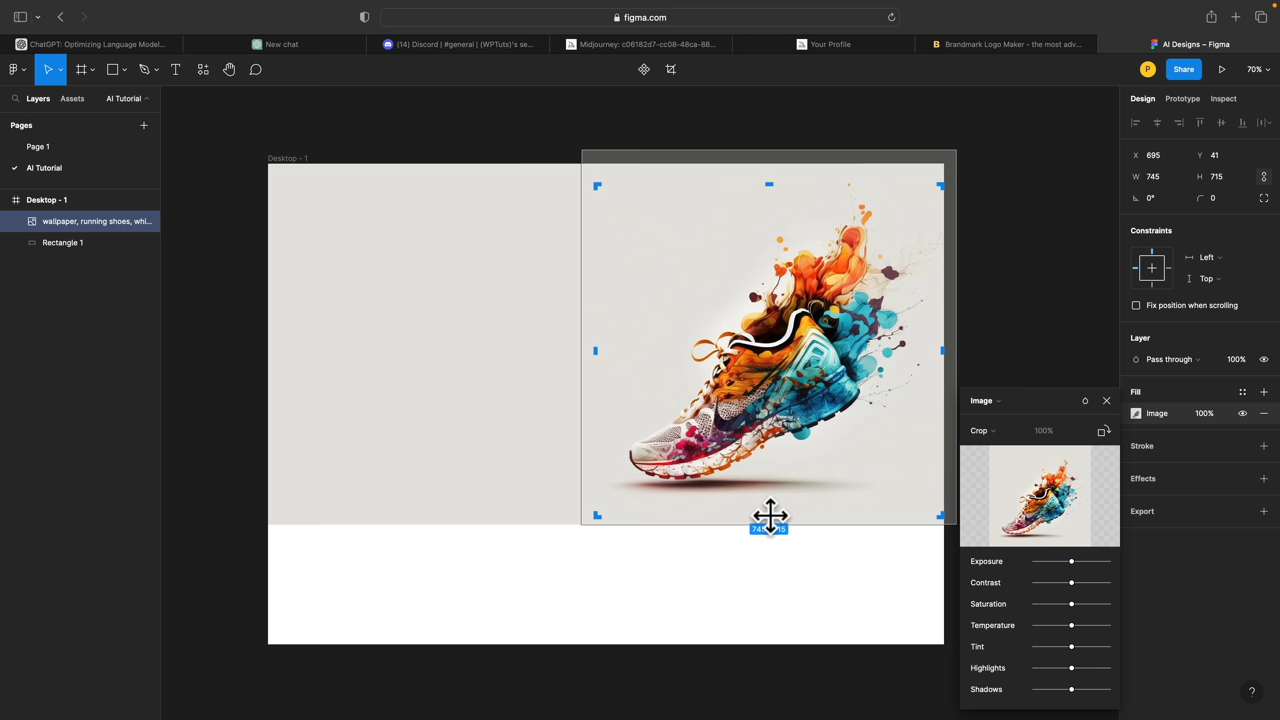 figma.com
ChatGPT: Optimizing Language Model...
New chat
(14) Discord | #general | (WPTuts)'s se...
Midjourney: c06182d7-cc08-48ca-88...
Your Profile
B Brandmark Logo Maker - the most adv...
AI Designs – Figma
P
Share
70%
Layers
Assets
AI Tutorial
Design
Prototype
Inspect
Pages
Page 1
AI Tutorial
Desktop - 1
wallpaper, running shoes, whi...
Rectangle 1
Desktop - 1
X 695
Y 41
W 745
H 715
0°
0
Constraints
Left
Top
Fix position when scrolling
Layer
Pass through
100%
Fill
Image
100%
Stroke
Effects
Export
Image
Crop
100%
Exposure
Contrast
Saturation
Temperature
Tint
Highlights
Shadows
?